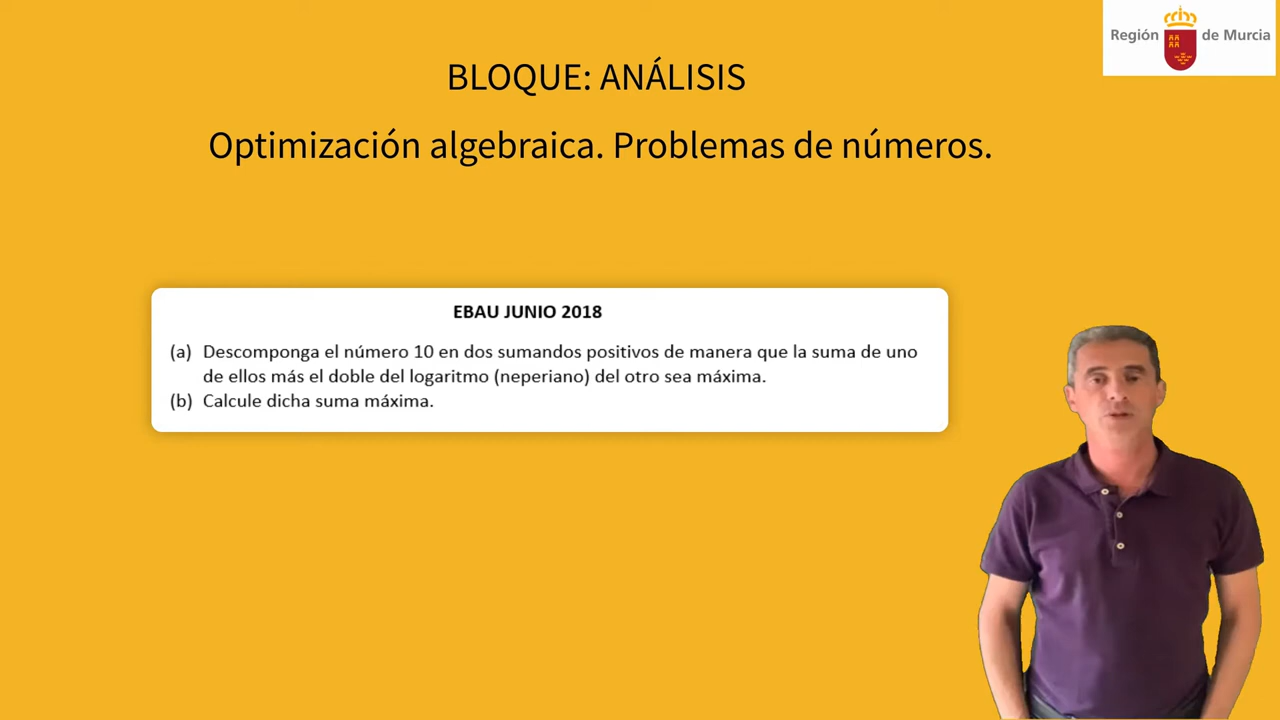 Región de Murcia
BLOQUE: ANÁLISIS
Optimización algebraica. Problemas de números.
EBAU JUNIO 2018
(a) Descomponga el número 10 en dos sumandos positivos de manera que la suma de uno
de ellos más el doble del logaritmo (neperiano) del otro sea máxima.
(b) Calcule dicha suma máxima.